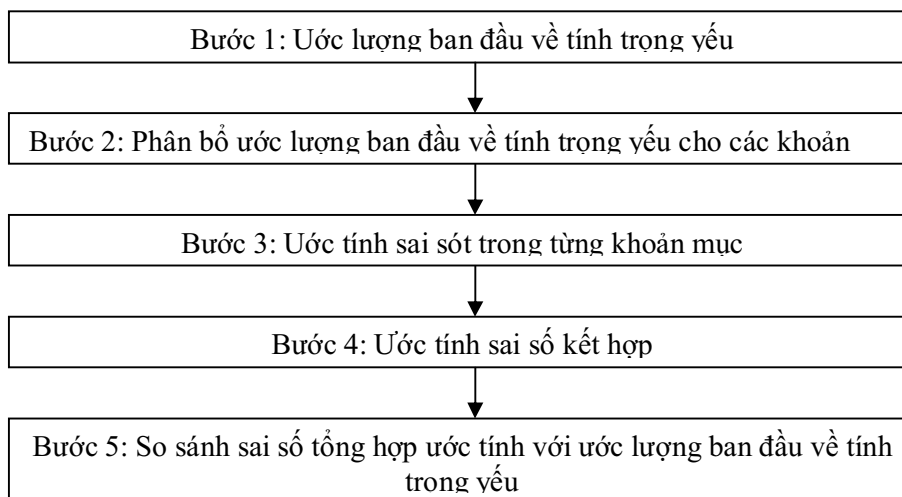 Bước 1: Uớc lượng ban đầu về tính trọng yếu
Bước 2: Phân bổ ước lượng ban đầu về tính trọng yếu cho các khoản
Bước 3: Uớc tính sai sót trong từng khoản mục
Bước 4: Ước tính sai số kết hợp
Bước 5: So sánh sai số tổng hợp ước tính với ước lượng ban đầu về tính
trọng yếu